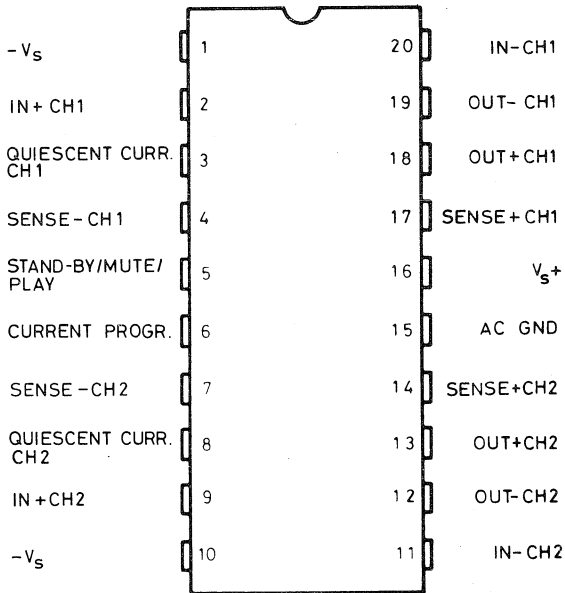 -Vs 1 20 IN-CH1
IN+ CH1 2 19 OUT- CH1
QUIESCENT CURR.
CH1 3 18 OUT+CH1
SENSE-CH1 4 17 SENSE+CH1
STAND-BY/MUTE/
PLAY 5 16 Vs+
CURRENT PROGR. 6 15 AC GND
SENSE-CH2 7 14 SENSE+CH2
QUIESCENT CURR.
CH2 8 13 OUT+CH2
IN+CH2 9 12 OUT-CH2
-Vs 10 11 IN-CH2